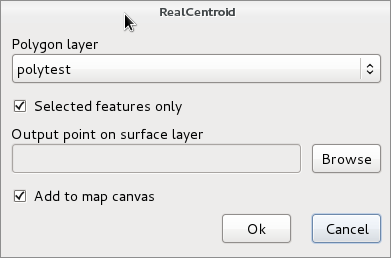 RealCentroid
Polygon layer
polytest
Selected features only
Output point on surface layer
Browse
Add to map canvas
Ok Cancel